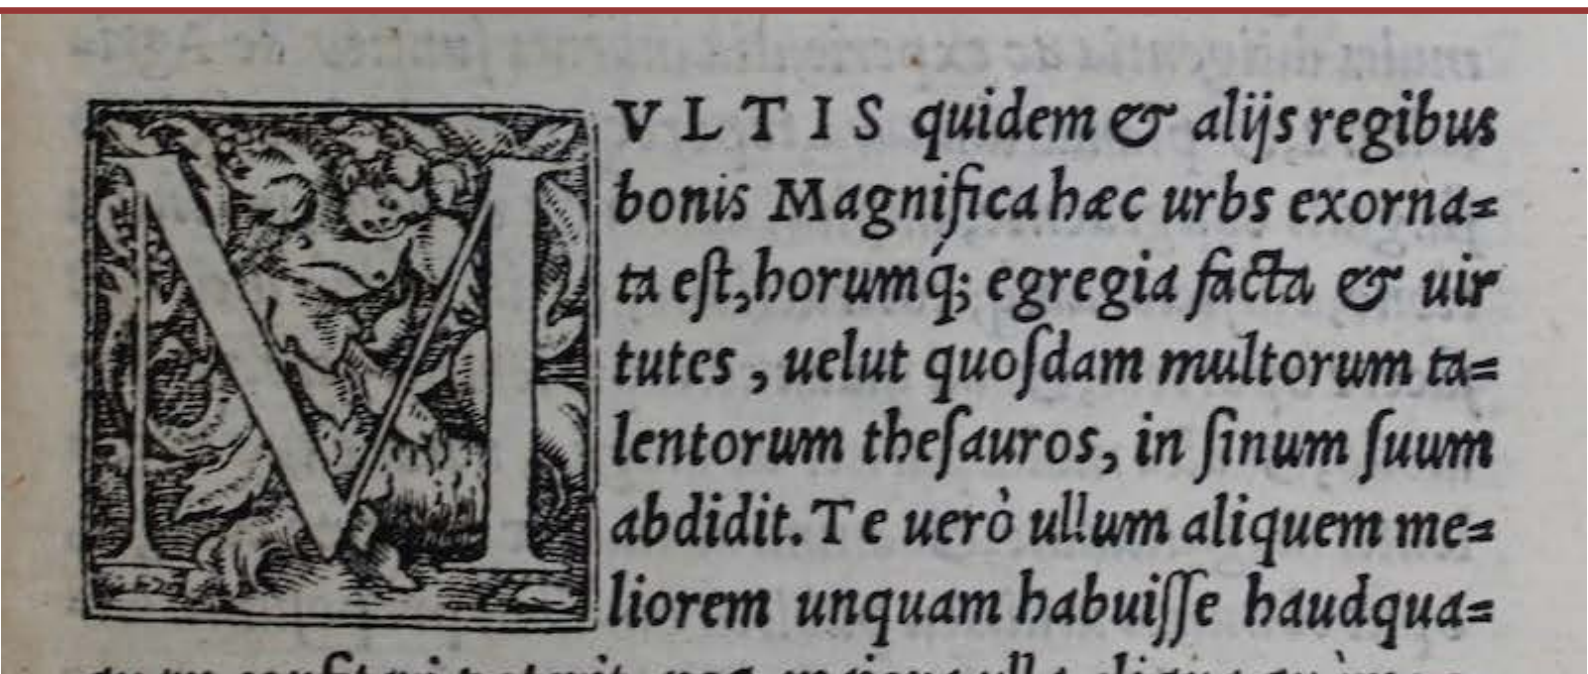 MVLTIS quidem & alijs regibus
bonis Magnifica hæc urbs exorna=
ta eſt, horumq́; egregia facta & uir
tutes, uelut quoſdam multorum ta=
lentorum theſauros, in ſinum ſuum
abdidit. Te uerò ullum aliquem me=
liorem unquam habuiſſe haudqua=